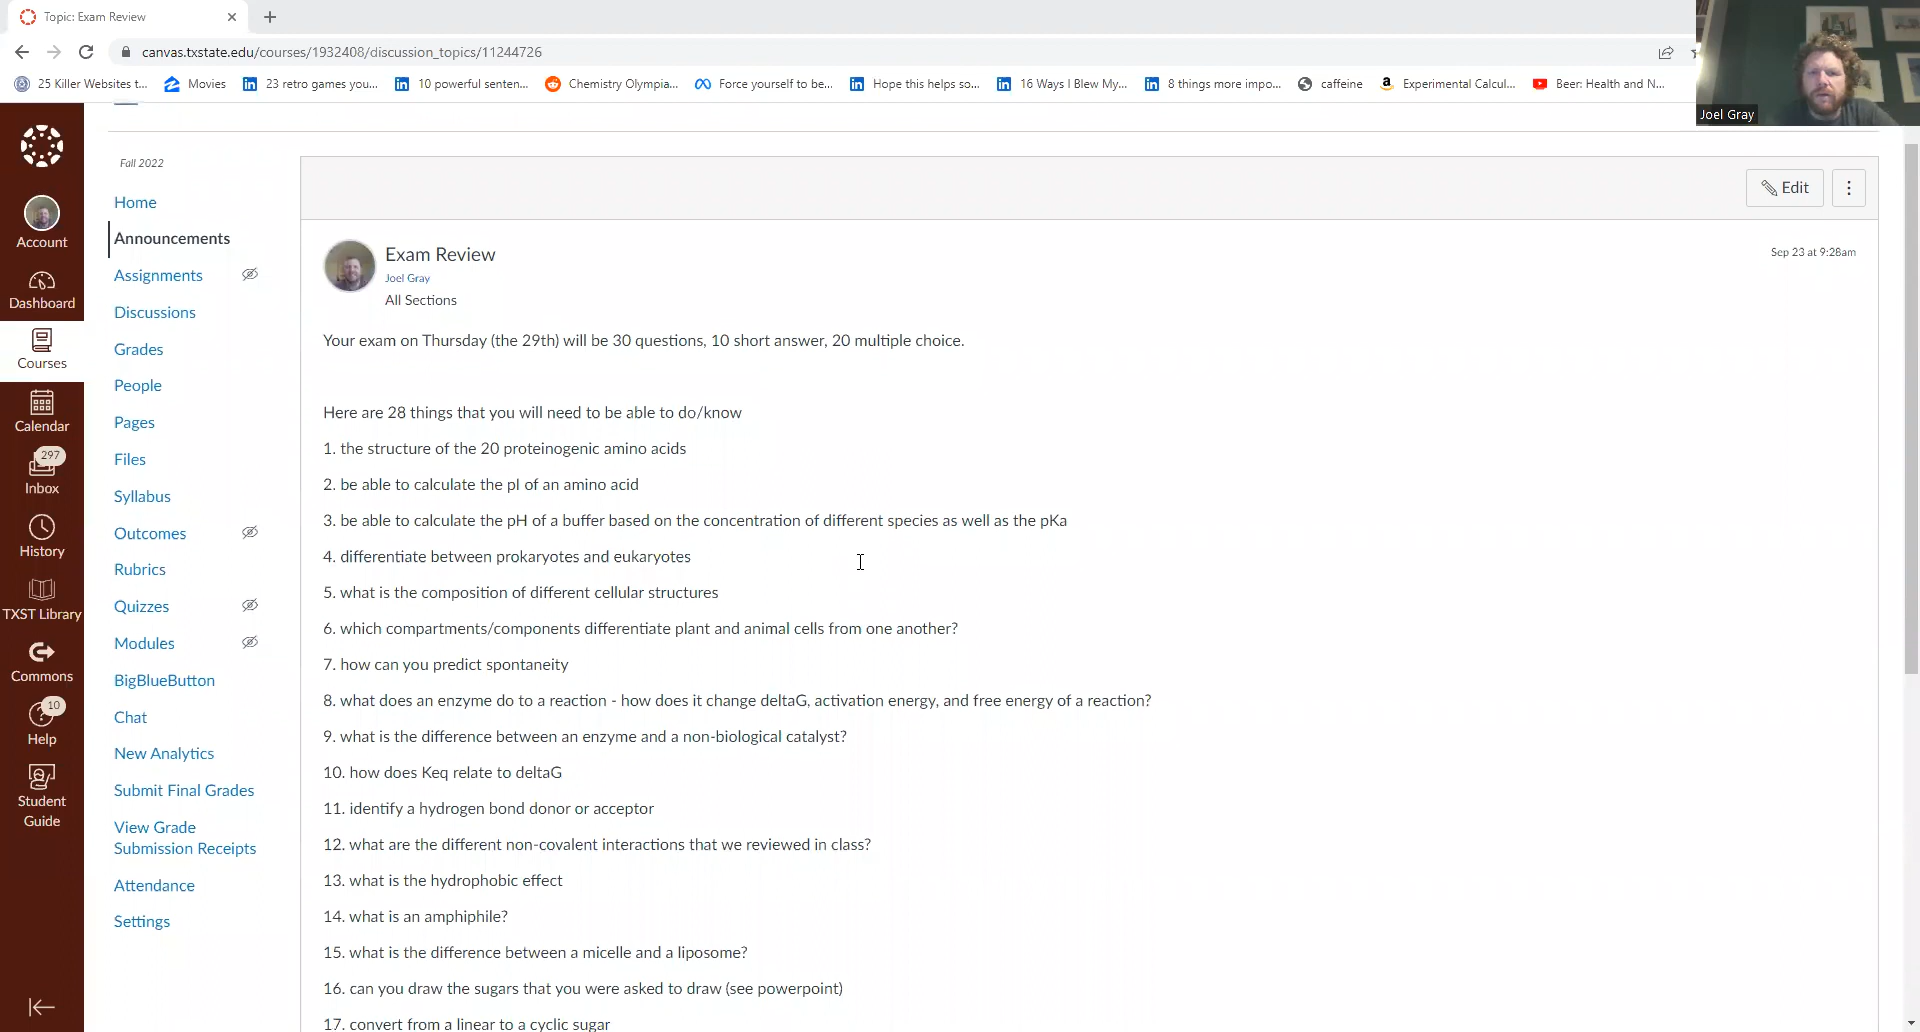 Topic: Exam Review
canvas.txstate.edu/courses/1932408/discussion_topics/11244726
25 Killer Websites t...
Movies
23 retro games you...
10 powerful senten...
Chemistry Olympia...
Force yourself to be...
Hope this helps so...
16 Ways I Blew My...
8 things more impo...
caffeine
Experimental Calcul...
Beer: Health and N...
Joel Gray
Account
Dashboard
Courses
Calendar
297
Inbox
History
TXST Library
Commons
10
Help
Student
Guide
Fall 2022
Home
Announcements
Assignments
Discussions
Grades
People
Pages
Files
Syllabus
Outcomes
Rubrics
Quizzes
Modules
BigBlueButton
Chat
New Analytics
Submit Final Grades
View Grade
Submission Receipts
Attendance
Settings
Edit
Exam Review
Joel Gray
All Sections
Sep 23 at 9:28am
Your exam on Thursday (the 29th) will be 30 questions, 10 short answer, 20 multiple choice.
Here are 28 things that you will need to be able to do/know
1. the structure of the 20 proteinogenic amino acids
2. be able to calculate the pI of an amino acid
3. be able to calculate the pH of a buffer based on the concentration of different species as well as the pKa
4. differentiate between prokaryotes and eukaryotes
5. what is the composition of different cellular structures
6. which compartments/components differentiate plant and animal cells from one another?
7. how can you predict spontaneity
8. what does an enzyme do to a reaction - how does it change deltaG, activation energy, and free energy of a reaction?
9. what is the difference between an enzyme and a non-biological catalyst?
10. how does Keq relate to deltaG
11. identify a hydrogen bond donor or acceptor
12. what are the different non-covalent interactions that we reviewed in class?
13. what is the hydrophobic effect
14. what is an amphiphile?
15. what is the difference between a micelle and a liposome?
16. can you draw the sugars that you were asked to draw (see powerpoint)
17. convert from a linear to a cyclic sugar